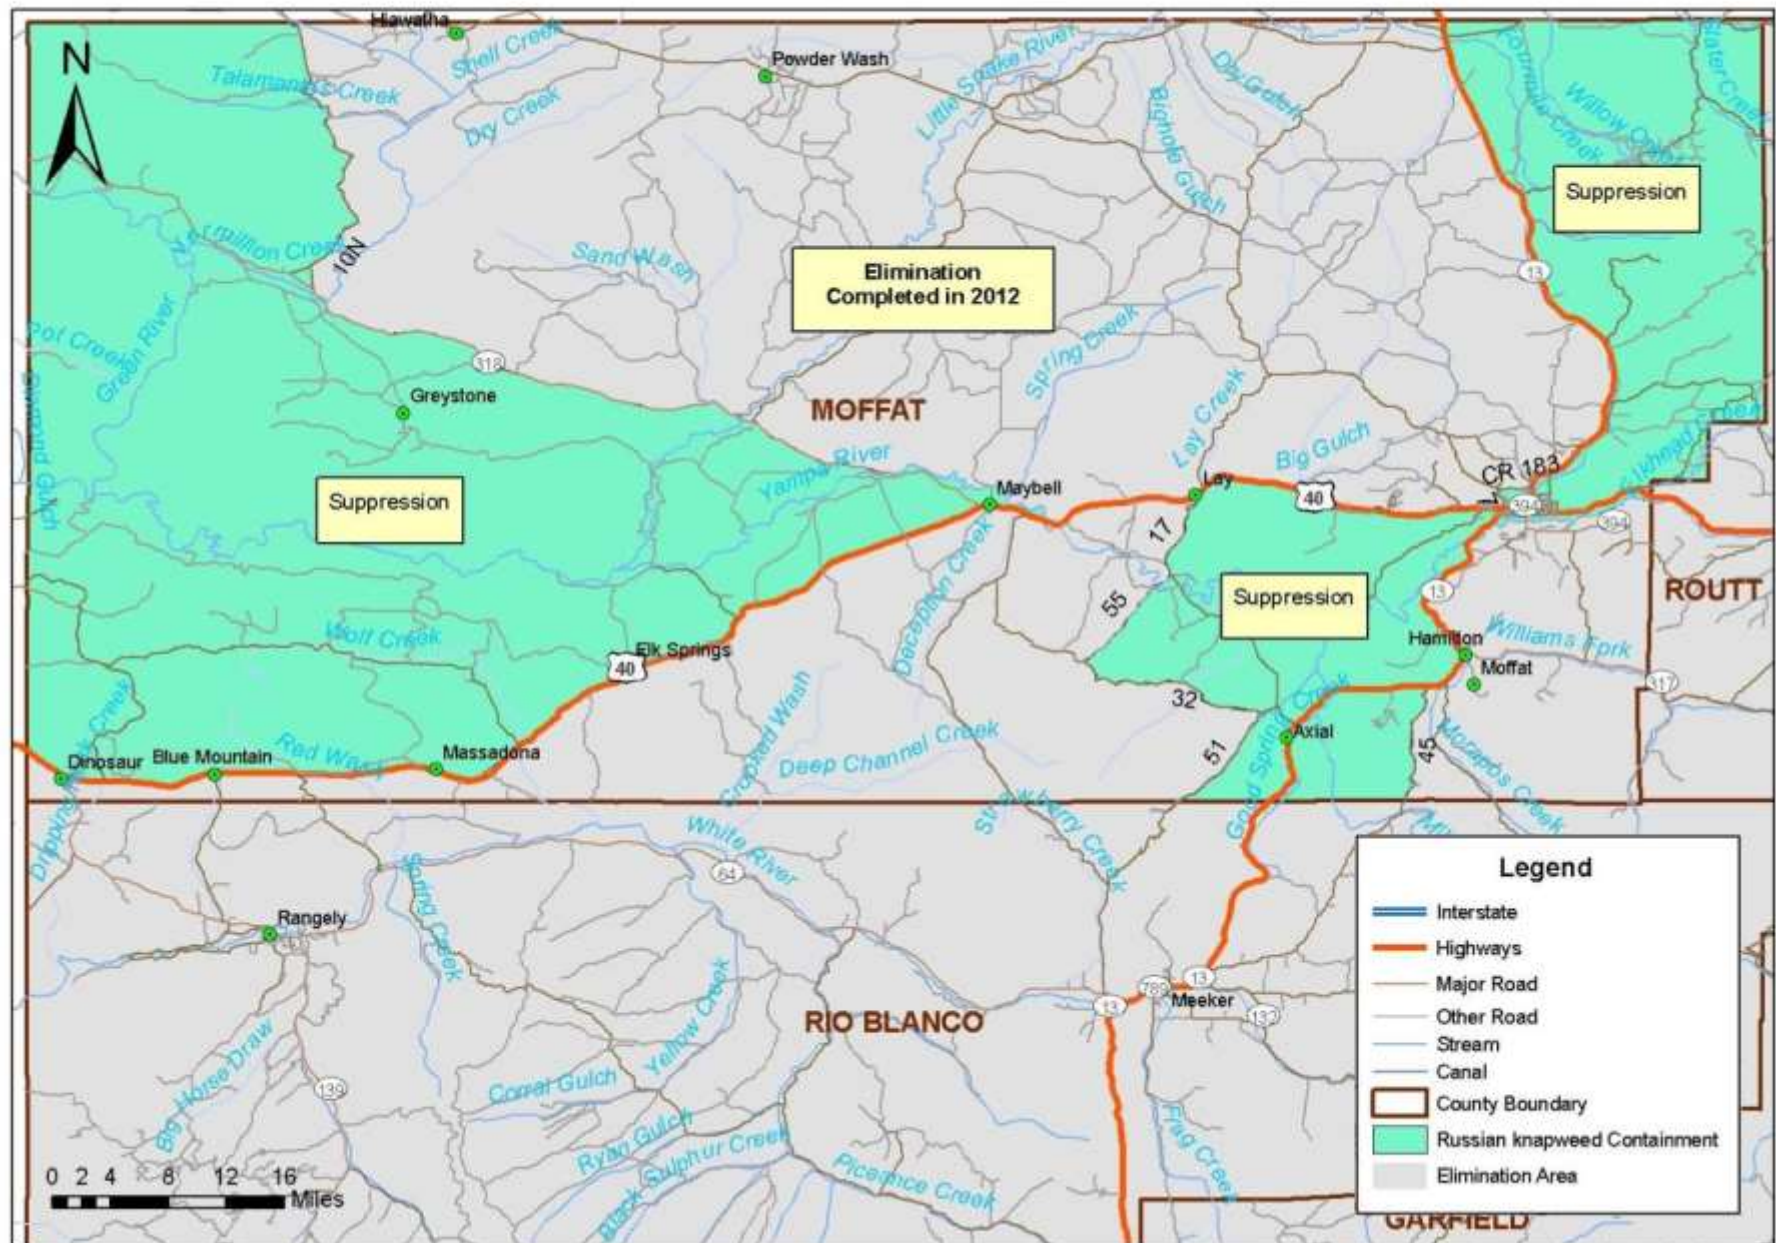 Hiawatha
N
Shell Creek
Powder Wash
Little Snake River
Dry Gulch
Fortification Creek
Slater Creek
Talamantes Creek
Dry Creek
Bighole Gulch
Willow Creek
Suppression
Vermillion Creek
10N
Sand Wash
Elimination
Completed in 2012
13
Green River
318
Spring Creek
Greystone
MOFFAT
Lay Creek
Big Gulch
Elkhead Creek
Yampa River
CR 183
Suppression
Maybell
Lay
40
394
394
17
Deception Creek
55
Suppression
13
ROUTT
Wolf Creek
Elk Springs
40
Hamilton
Williams Fork
Moffat
317
32
Crooked Wash
Deep Channel Creek
Good Spring Creek
Axial
51
45
Morapos Creek
Dinosaur
Blue Mountain
Red Wash
Massadona
Strawberry Creek
White River
64
Spring Creek
Rangely
13
789
13
Meeker
Yellow Creek
RIO BLANCO
Big Horse Draw
139
Corral Gulch
Ryan Gulch
Black Sulphur Creek
Piceance Creek
Flag Creek
GARFIELD
0 2 4 8 12 16
Miles
Legend
Interstate
Highways
Major Road
Other Road
Stream
Canal
County Boundary
Russian knapweed Containment
Elimination Area